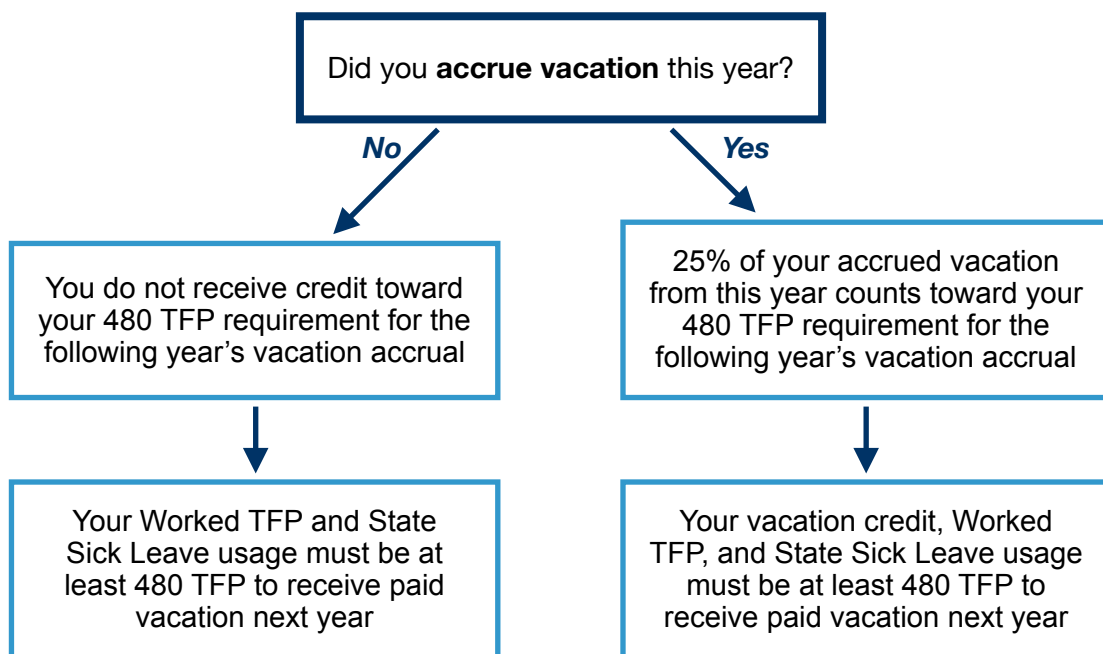 Did you accrue vacation this year?
No
Yes
You do not receive credit toward
your 480 TFP requirement for the
following year’s vacation accrual
25% of your accrued vacation
from this year counts toward your
480 TFP requirement for the
following year’s vacation accrual
Your Worked TFP and State
Sick Leave usage must be at
least 480 TFP to receive paid
vacation next year
Your vacation credit, Worked
TFP, and State Sick Leave usage
must be at least 480 TFP to
receive paid vacation next year